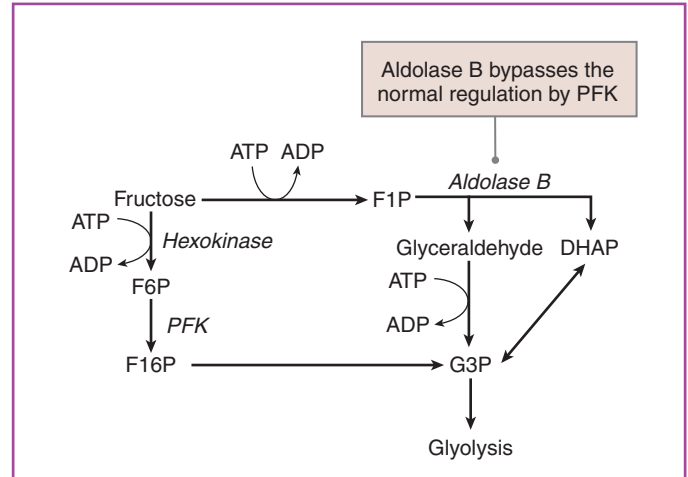 Aldolase B bypasses the
normal regulation by PFK
ATP ADP
Aldolase B
Fructose
F1P
ATP
Hexokinase
ADP
Glyceraldehyde DHAP
F6P
ATP
PFK
ADP
F16P
G3P
Glyolysis